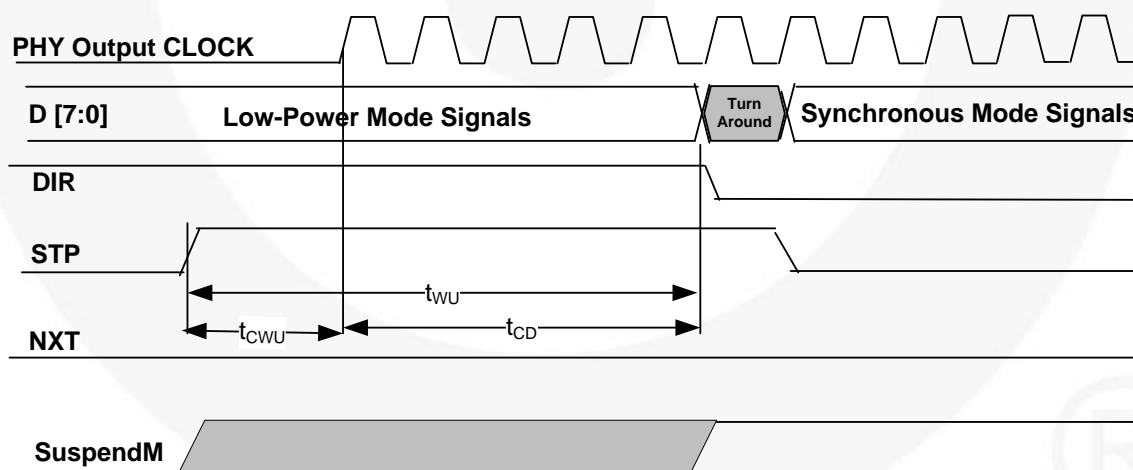 PHY Output CLOCK
D [7:0]
Low-Power Mode Signals
Turn
Around
Synchronous Mode Signals
DIR
STP
tWU
tCWU
tCD
NXT
SuspendM
®